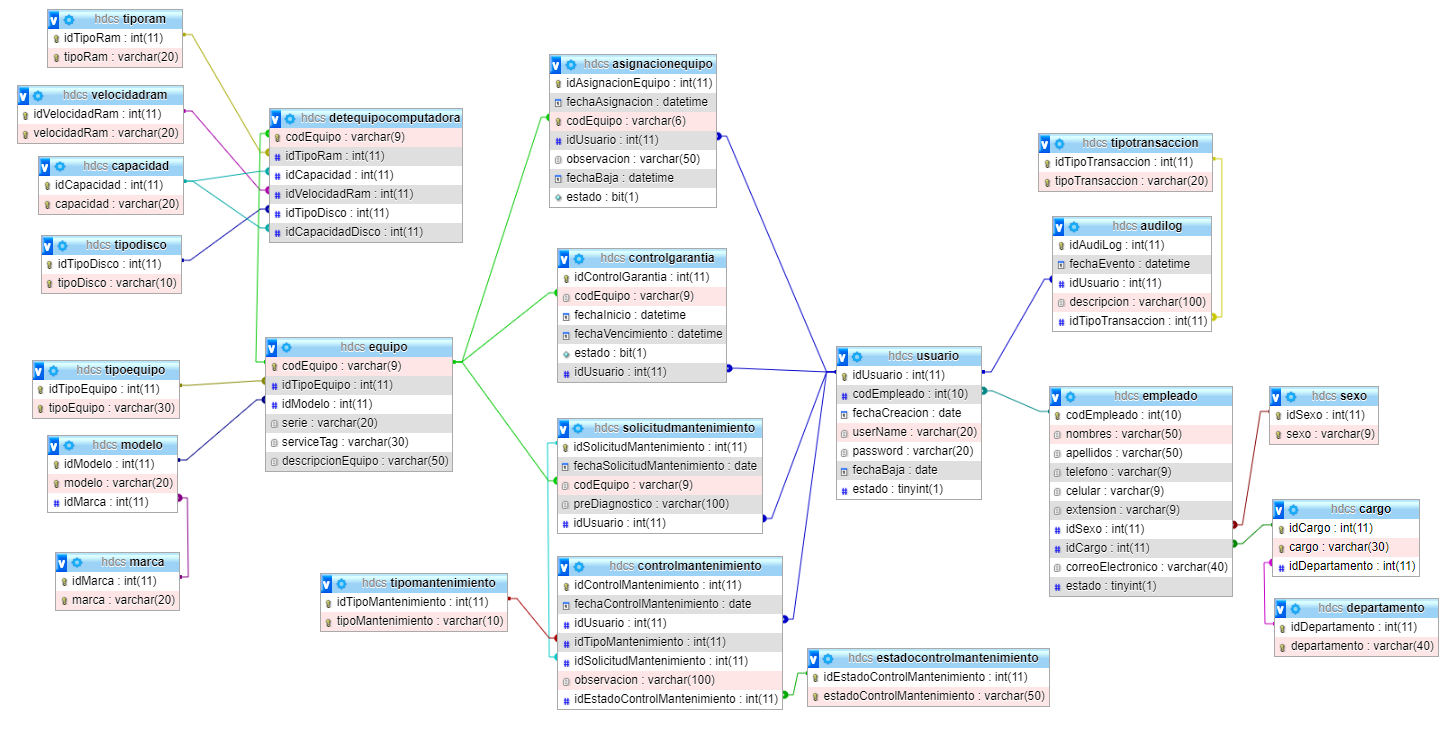 hdcs tiporam
idTipoRam : int(11)
tipoRam : varchar(20)
hdcs velocidadram
idVelocidadRam : int(11)
velocidadRam : varchar(20)
hdcs capacidad
idCapacidad : int(11)
capacidad : varchar(20)
hdcs tipodisco
idTipoDisco : int(11)
tipoDisco : varchar(10)
hdcs tipoequipo
idTipoEquipo : int(11)
tipoEquipo : varchar(30)
hdcs modelo
idModelo : int(11)
modelo : varchar(20)
idMarca : int(11)
hdcs marca
idMarca : int(11)
marca : varchar(20)
hdcs detequipocomputadora
codEquipo : varchar(9)
idTipoRam : int(11)
idCapacidad : int(11)
idVelocidadRam : int(11)
idTipoDisco : int(11)
idCapacidadDisco : int(11)
hdcs equipo
codEquipo : varchar(9)
idTipoEquipo : int(11)
idModelo : int(11)
serie : varchar(20)
serviceTag : varchar(30)
descripcionEquipo : varchar(50)
hdcs tipomantenimiento
idTipoMantenimiento : int(11)
tipoMantenimiento : varchar(10)
hdcs asignacionequipo
idAsignacionEquipo : int(11)
fechaAsignacion : datetime
codEquipo : varchar(6)
idUsuario : int(11)
observacion : varchar(50)
fechaBaja : datetime
estado : bit(1)
hdcs controlgarantia
idControlGarantia : int(11)
codEquipo : varchar(9)
fechaInicio : datetime
fechaVencimiento : datetime
estado : bit(1)
idUsuario : int(11)
hdcs solicitudmantenimiento
idSolicitudMantenimiento : int(11)
fechaSolicitudMantenimiento : date
codEquipo : varchar(9)
preDiagnostico : varchar(100)
idUsuario : int(11)
hdcs controlmantenimiento
idControlMantenimiento : int(11)
fechaControlMantenimiento : date
idUsuario : int(11)
idTipoMantenimiento : int(11)
idSolicitudMantenimiento : int(11)
observacion : varchar(100)
idEstadoControlMantenimiento : int(11)
hdcs usuario
idUsuario : int(11)
codEmpleado : int(10)
fechaCreacion : date
userName : varchar(20)
password : varchar(20)
fechaBaja : date
estado : tinyint(1)
hdcs estadocontrolmantenimiento
idEstadoControlMantenimiento : int(11)
estadoControlMantenimiento : varchar(50)
hdcs tipotransaccion
idTipoTransaccion : int(11)
tipoTransaccion : varchar(20)
hdcs audilog
idAudiLog : int(11)
fechaEvento : datetime
idUsuario : int(11)
descripcion : varchar(100)
idTipoTransaccion : int(11)
hdcs empleado
codEmpleado : int(10)
nombres : varchar(50)
apellidos : varchar(50)
telefono : varchar(9)
celular : varchar(9)
extension : varchar(9)
idSexo : int(11)
idCargo : int(11)
correoElectronico : varchar(40)
estado : tinyint(1)
hdcs sexo
idSexo : int(11)
sexo : varchar(9)
hdcs cargo
idCargo : int(11)
cargo : varchar(30)
idDepartamento : int(11)
hdcs departamento
idDepartamento : int(11)
departamento : varchar(40)